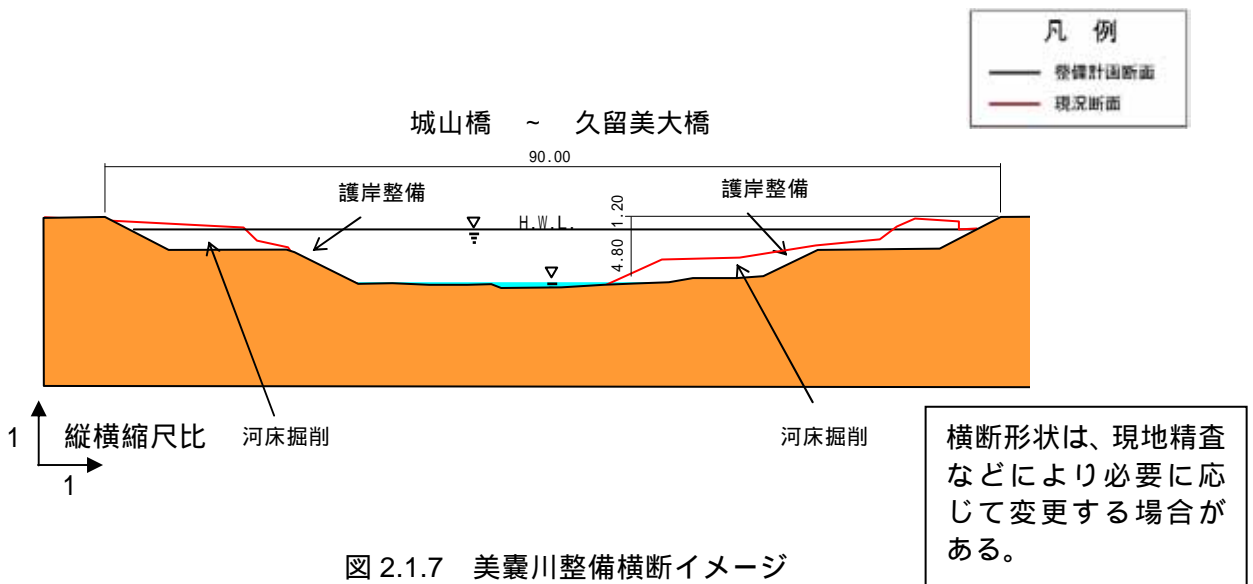 凡 例
整備計画断面
現況断面
城山橋 ~ 久留美大橋
90.00
護岸整備
護岸整備
H.W.L.
1.20
4.80
1
縦横縮尺比
1
河床掘削
河床掘削
横断形状は、現地精査
などにより必要に応
じて変更する場合が
ある。
図 2.1.7 美嚢川整備横断イメージ